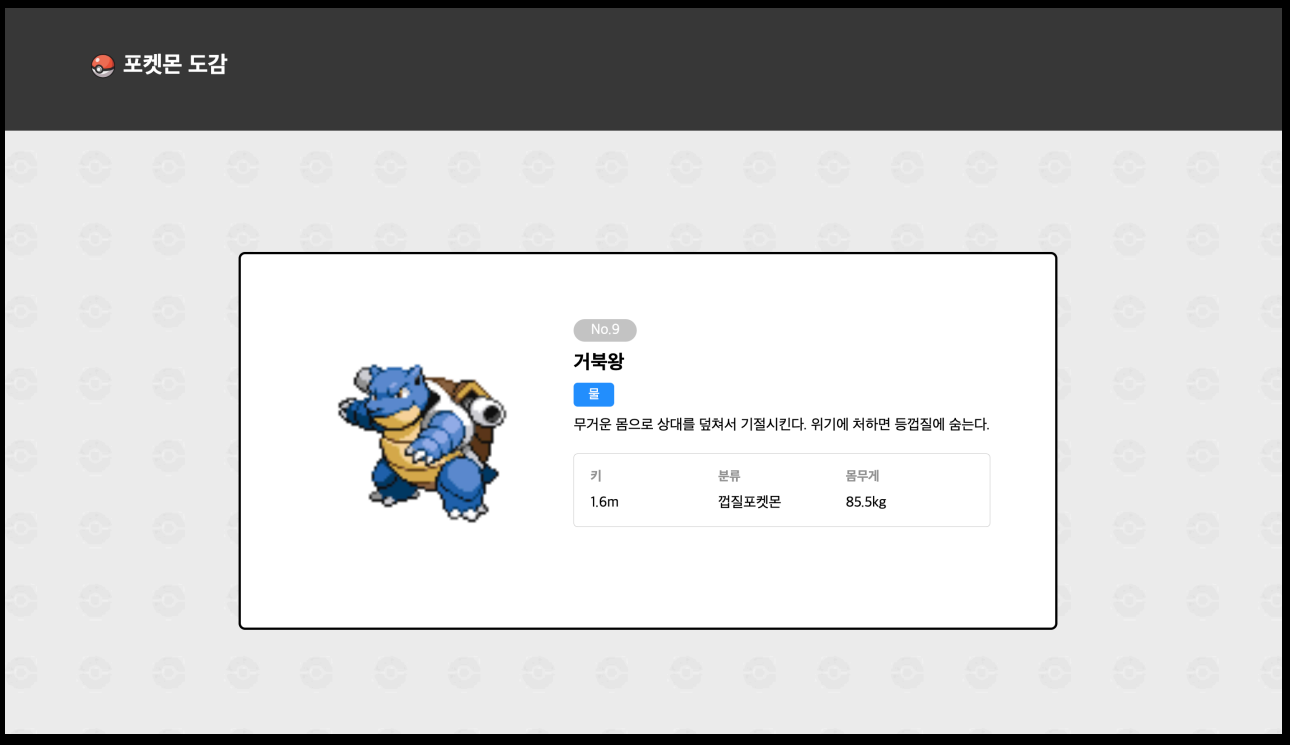 포켓몬 도감
No.9
거북왕
물
무거운 몸으로 상대를 덮쳐서 기절시킨다. 위기에 처하면 등껍질에 숨는다.
키 분류 몸무게
1.6m 껍질포켓몬 85.5kg